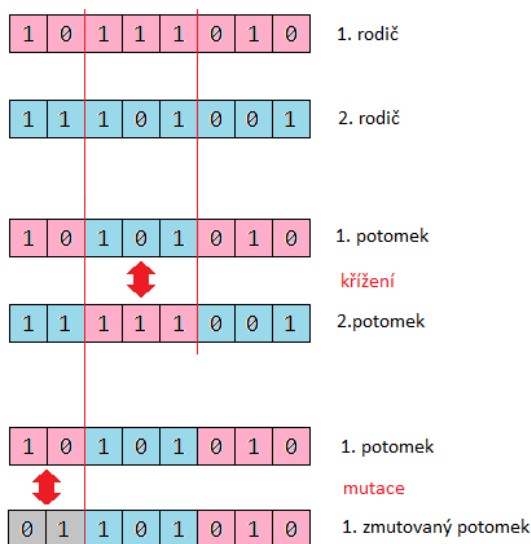 1 0 1 1 1 0 1 0 1. rodič
1 1 1 0 1 0 0 1 2. rodič
1 0 1 0 1 0 1 0 1. potomek
křížení
1 1 1 1 1 0 0 1 2.potomek
1 0 1 0 1 0 1 0 1. potomek
mutace
0 1 1 0 1 0 1 0 1. zmutovaný potomek